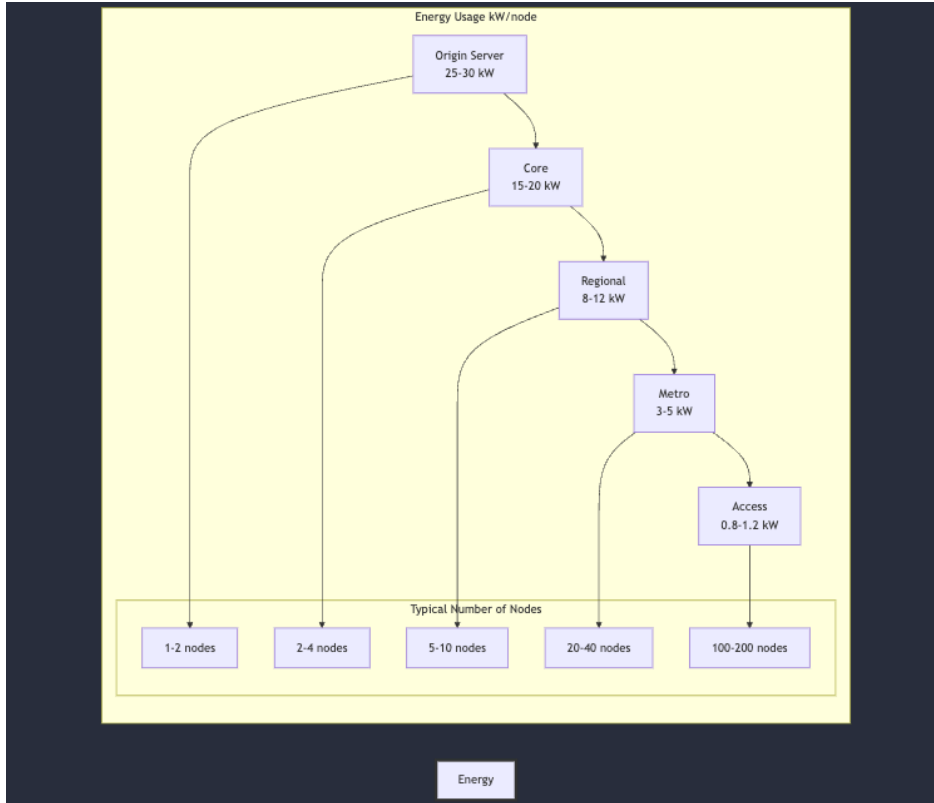 Energy Usage kW/node
Origin Server
25-30 kW
Core
15-20 kW
Regional
8-12 kW
Metro
3-5 kW
Access
0.8-1.2 kW
Typical Number of Nodes
1-2 nodes
2-4 nodes
5-10 nodes
20-40 nodes
100-200 nodes
Energy